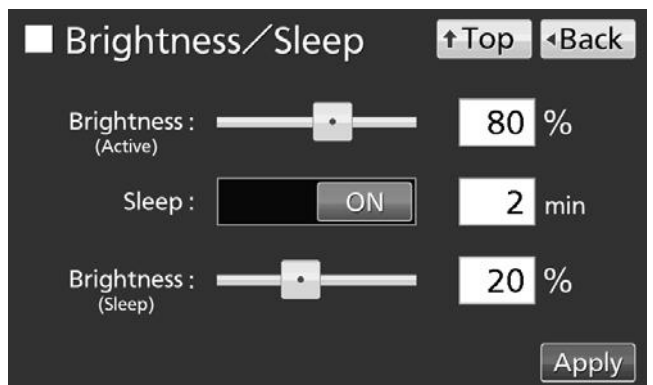 Brightness／Sleep
↑Top
◂Back
Brightness : 80 %
(Active)
Sleep : ON 2 min
Brightness : 20 %
(Sleep)
Apply